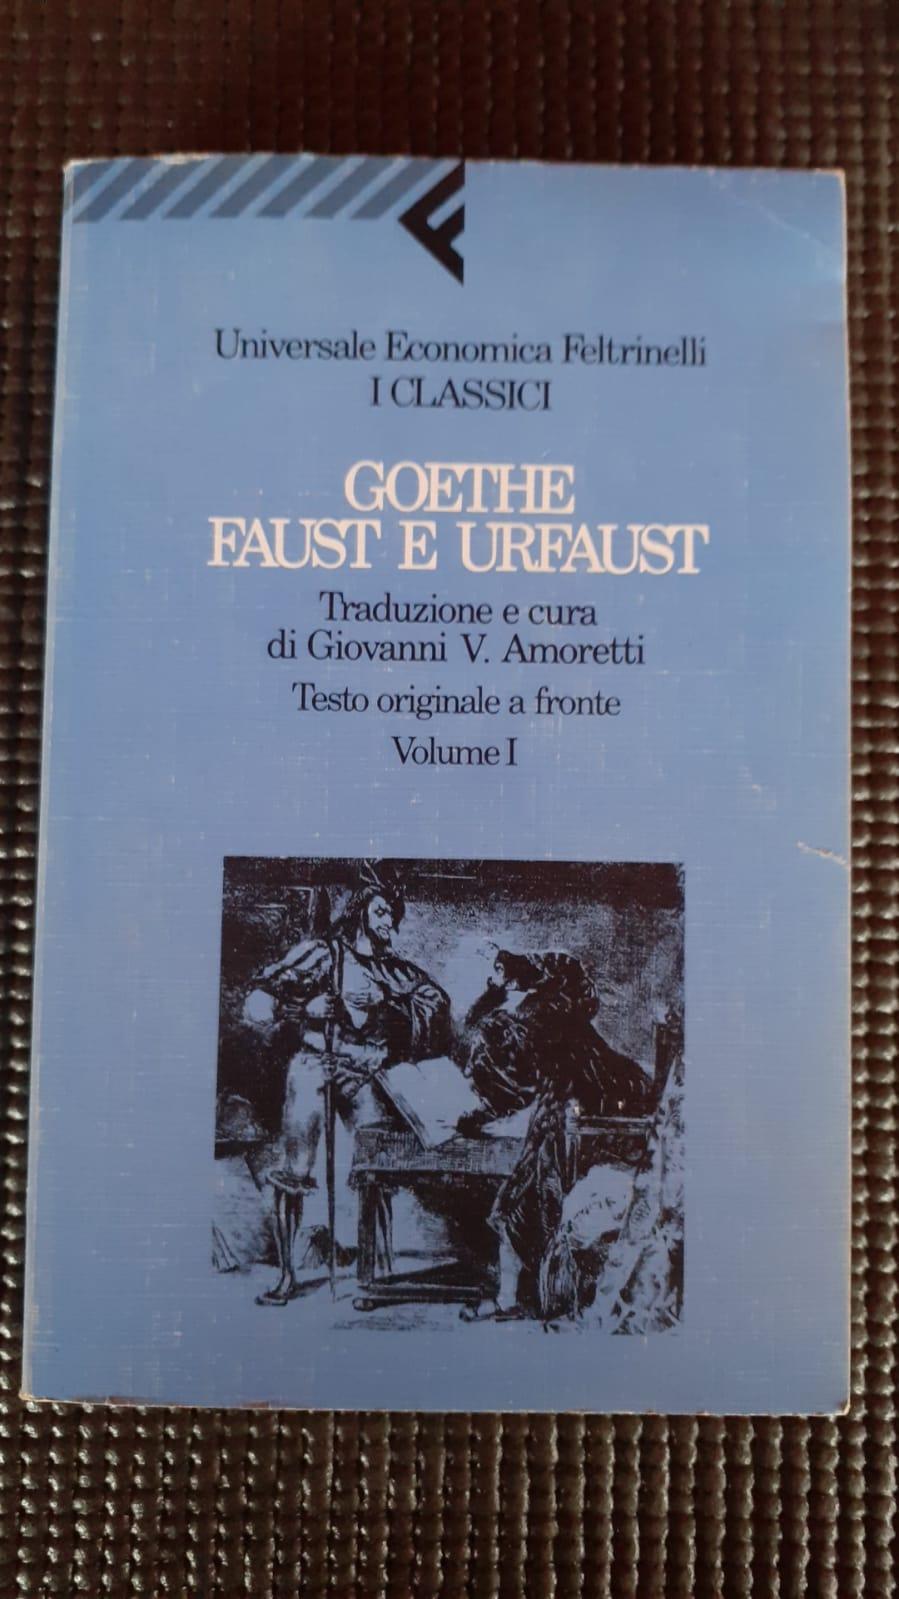 Universale Economica Feltrinelli
I CLASSICI
GOETHE
FAUST E URFAUST
Traduzione e cura
di Giovanni V. Amoretti
Testo originale a fronte
Volume I